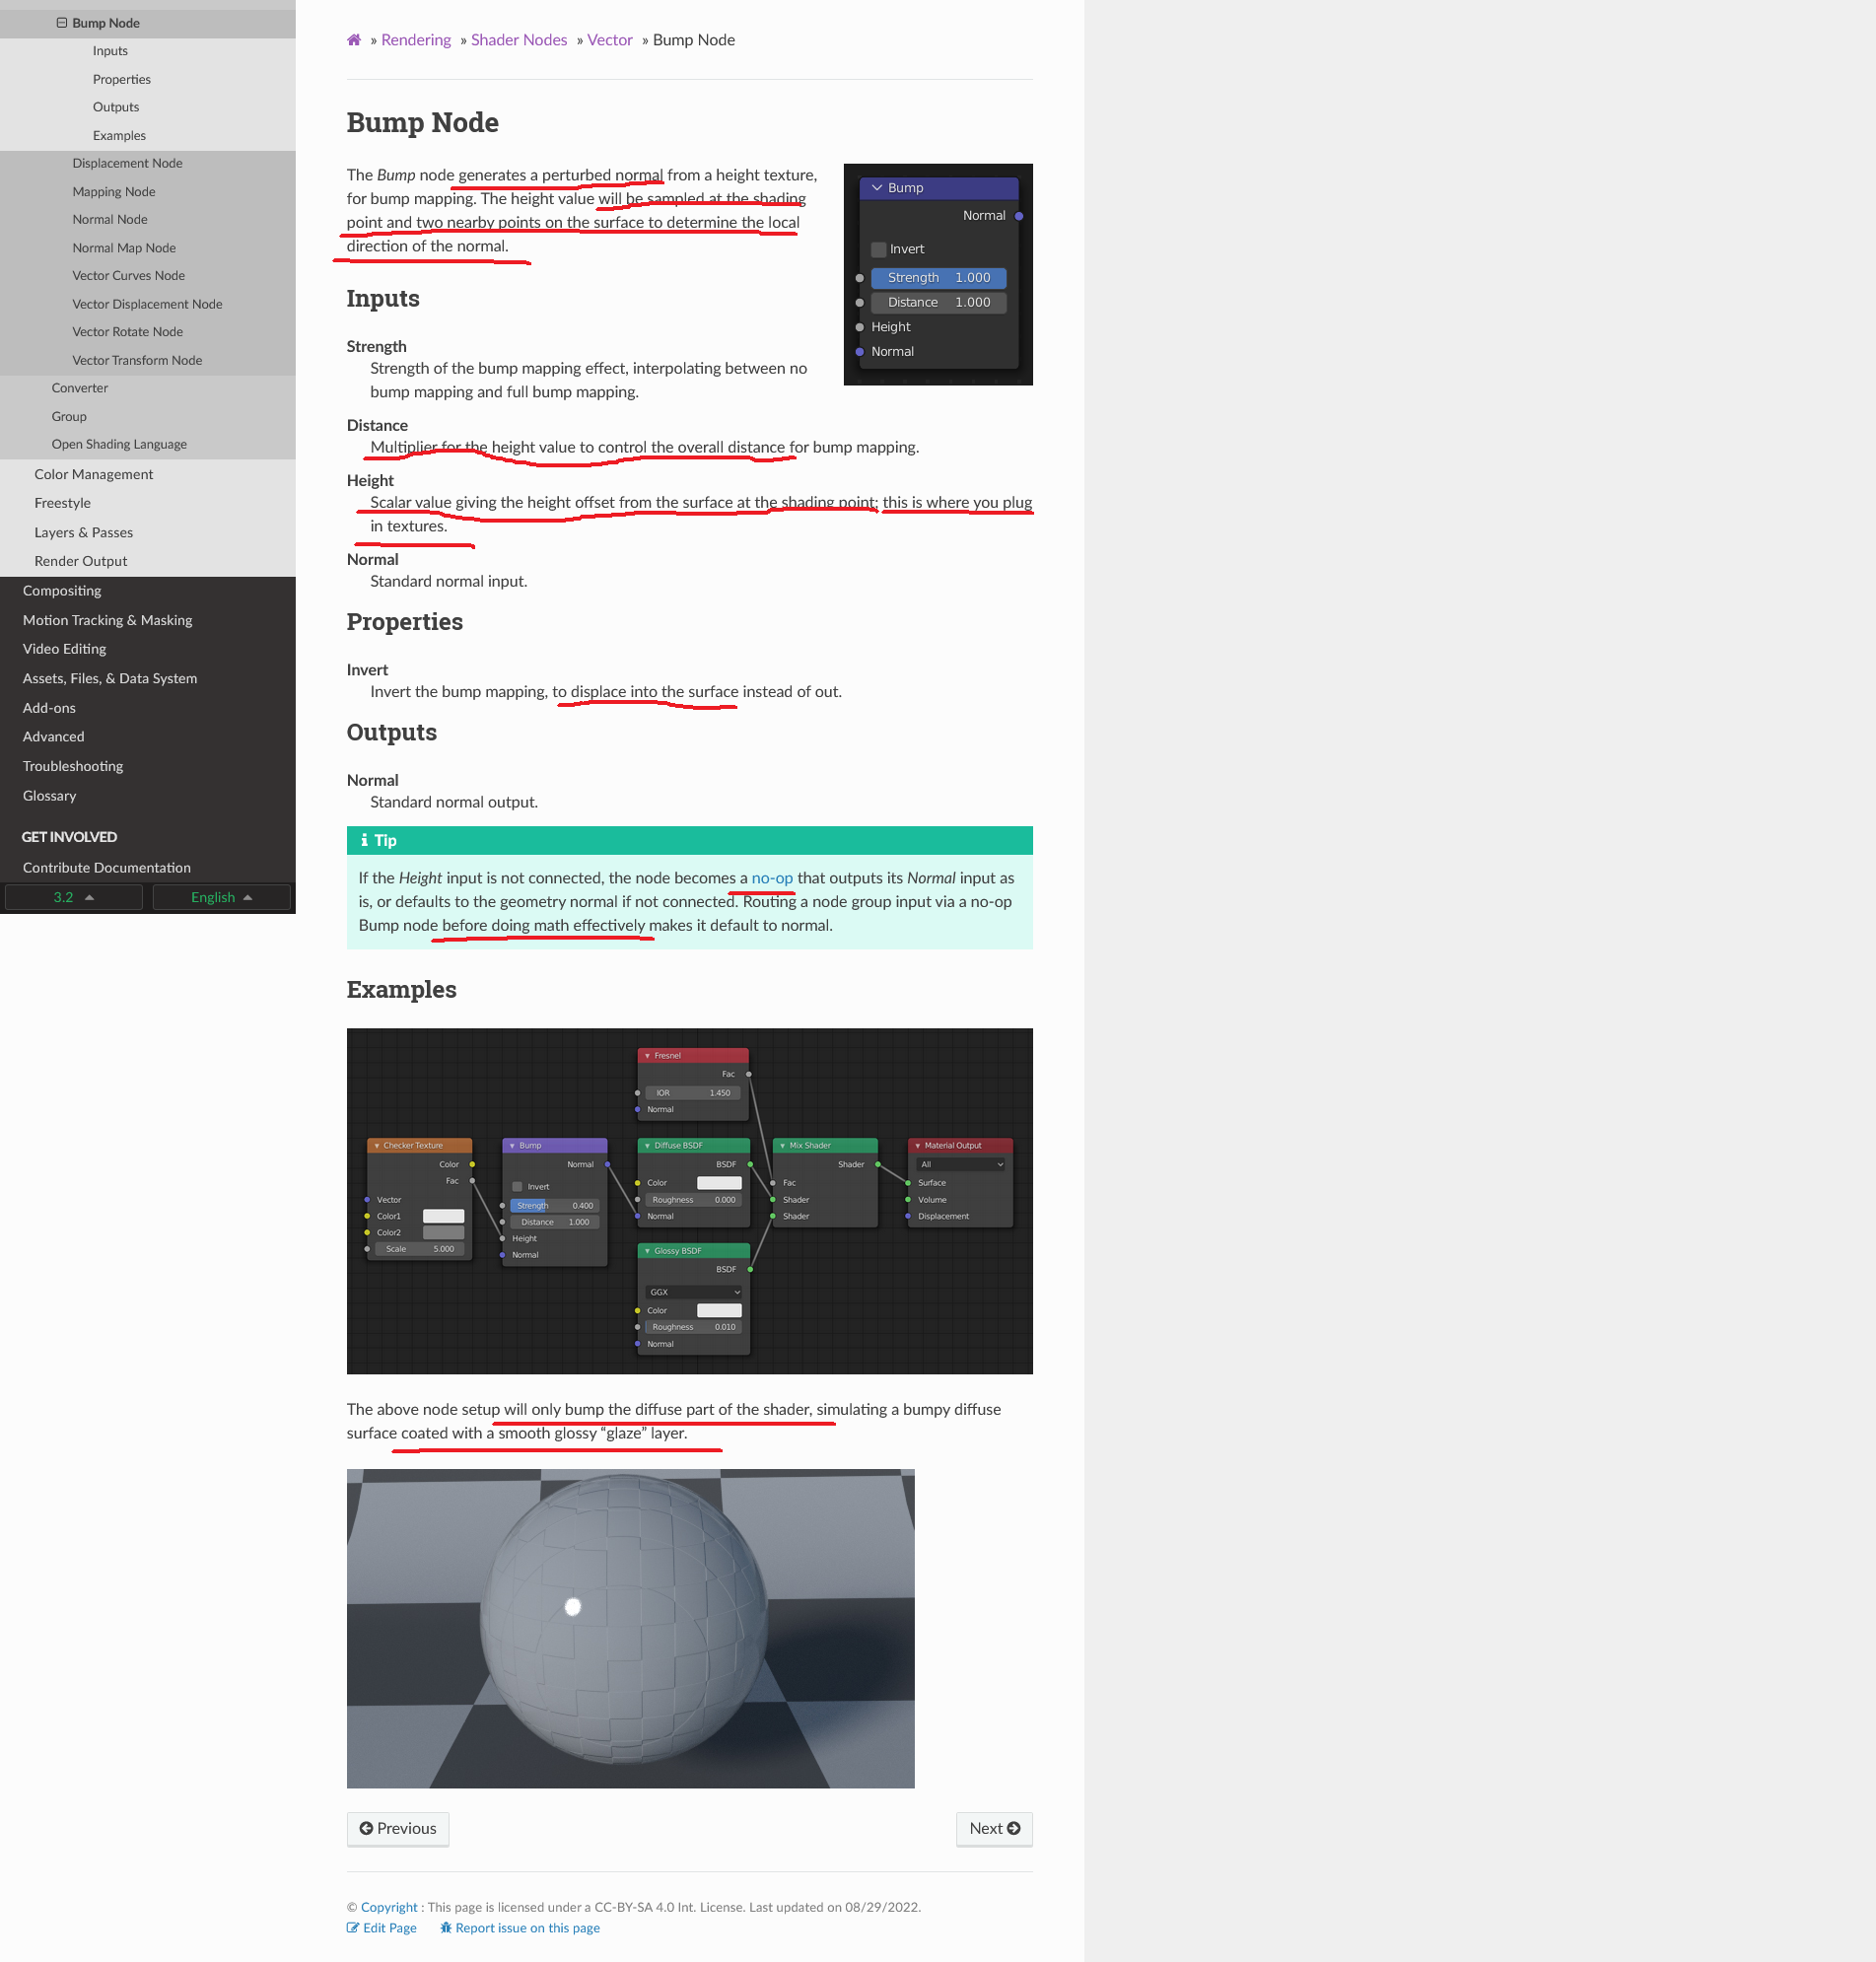 Bump Node
Inputs
Properties
Outputs
Examples
Displacement Node
Mapping Node
Normal Node
Normal Map Node
Vector Curves Node
Vector Displacement Node
Vector Rotate Node
Vector Transform Node
Converter
Group
Open Shading Language
Color Management
Freestyle
Layers & Passes
Render Output
Compositing
Motion Tracking & Masking
Video Editing
Assets, Files, & Data System
Add-ons
Advanced
Troubleshooting
Glossary
GET INVOLVED
Contribute Documentation
3.2
English
» Rendering » Shader Nodes » Vector » Bump Node
Bump Node
The Bump node generates a perturbed normal from a height texture,
for bump mapping. The height value will be sampled at the shading
point and two nearby points on the surface to determine the local
direction of the normal.
Bump
Normal
Invert
Strength 1.000
Distance 1.000
Height
Normal
Inputs
Strength
Strength of the bump mapping effect, interpolating between no
bump mapping and full bump mapping.
Distance
Multiplier for the height value to control the overall distance for bump mapping.
Height
Scalar value giving the height offset from the surface at the shading point; this is where you plug
in textures.
Normal
Standard normal input.
Properties
Invert
Invert the bump mapping, to displace into the surface instead of out.
Outputs
Normal
Standard normal output.
Tip
If the Height input is not connected, the node becomes a no-op that outputs its Normal input as
is, or defaults to the geometry normal if not connected. Routing a node group input via a no-op
Bump node before doing math effectively makes it default to normal.
Examples
Fresnel
Fac
IOR 1.450
Normal
Checker Texture
Color
Fac
Vector
Color1
Color2
Scale 5.000
Bump
Normal
Invert
Strength 0.400
Distance 1.000
Height
Normal
Diffuse BSDF
BSDF
Color
Roughness 0.000
Normal
Glossy BSDF
BSDF
GGX
Color
Roughness 0.010
Normal
Mix Shader
Shader
Fac
Shader
Shader
Material Output
All
Surface
Volume
Displacement
The above node setup will only bump the diffuse part of the shader, simulating a bumpy diffuse
surface coated with a smooth glossy “glaze” layer.
Previous
Next
© Copyright : This page is licensed under a CC-BY-SA 4.0 Int. License. Last updated on 08/29/2022.
Edit Page Report issue on this page